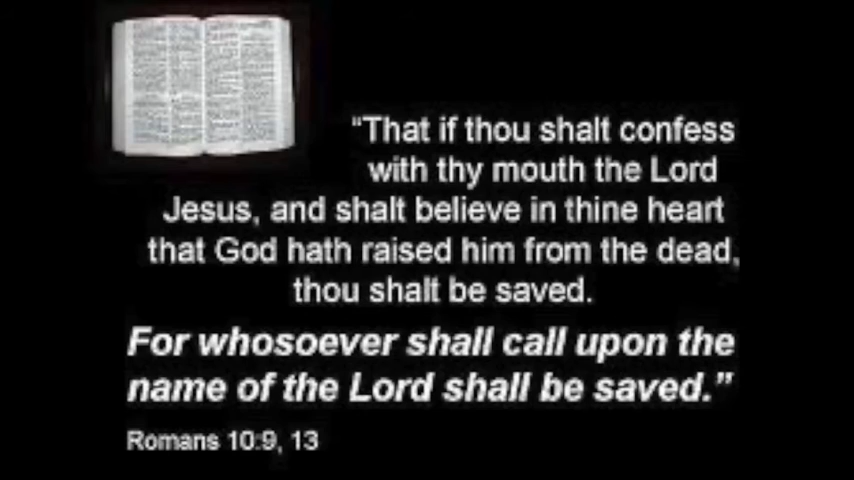 “That if thou shalt confess
with thy mouth the Lord
Jesus, and shalt believe in thine heart
that God hath raised him from the dead,
thou shalt be saved.
For whosoever shall call upon the
name of the Lord shall be saved.”
Romans 10:9, 13